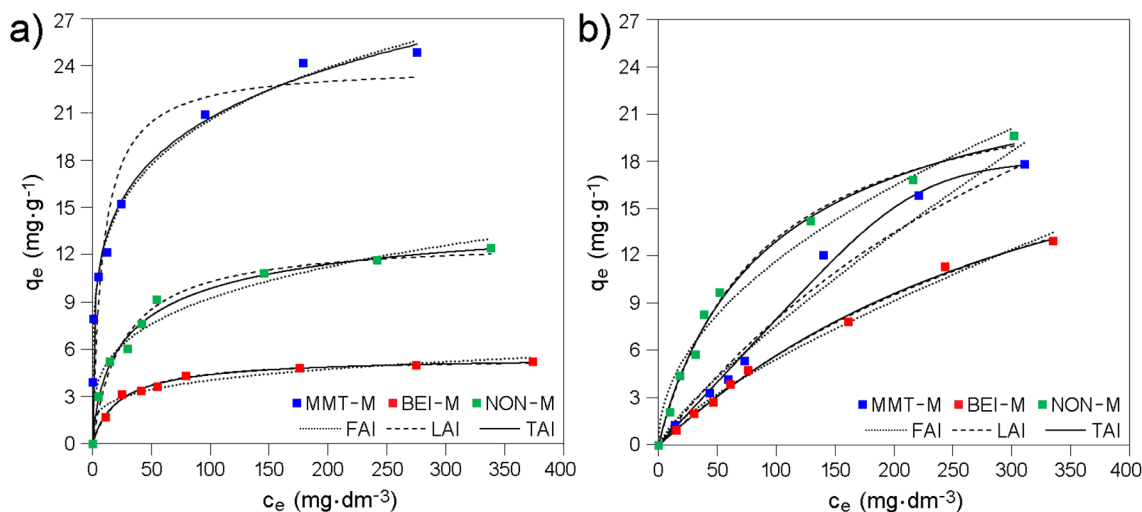 a)
27
24
21
18
15
12
9
6
3
0
qₑ (mg·g⁻¹)
MMT-M BEI-M NON-M
FAI LAI TAI
0 50 100 150 200 250 300 350 400
cₑ (mg·dm⁻³)
b)
27
24
21
18
15
12
9
6
3
0
qₑ (mg·g⁻¹)
MMT-M BEI-M NON-M
FAI LAI TAI
0 50 100 150 200 250 300 350 400
cₑ (mg·dm⁻³)